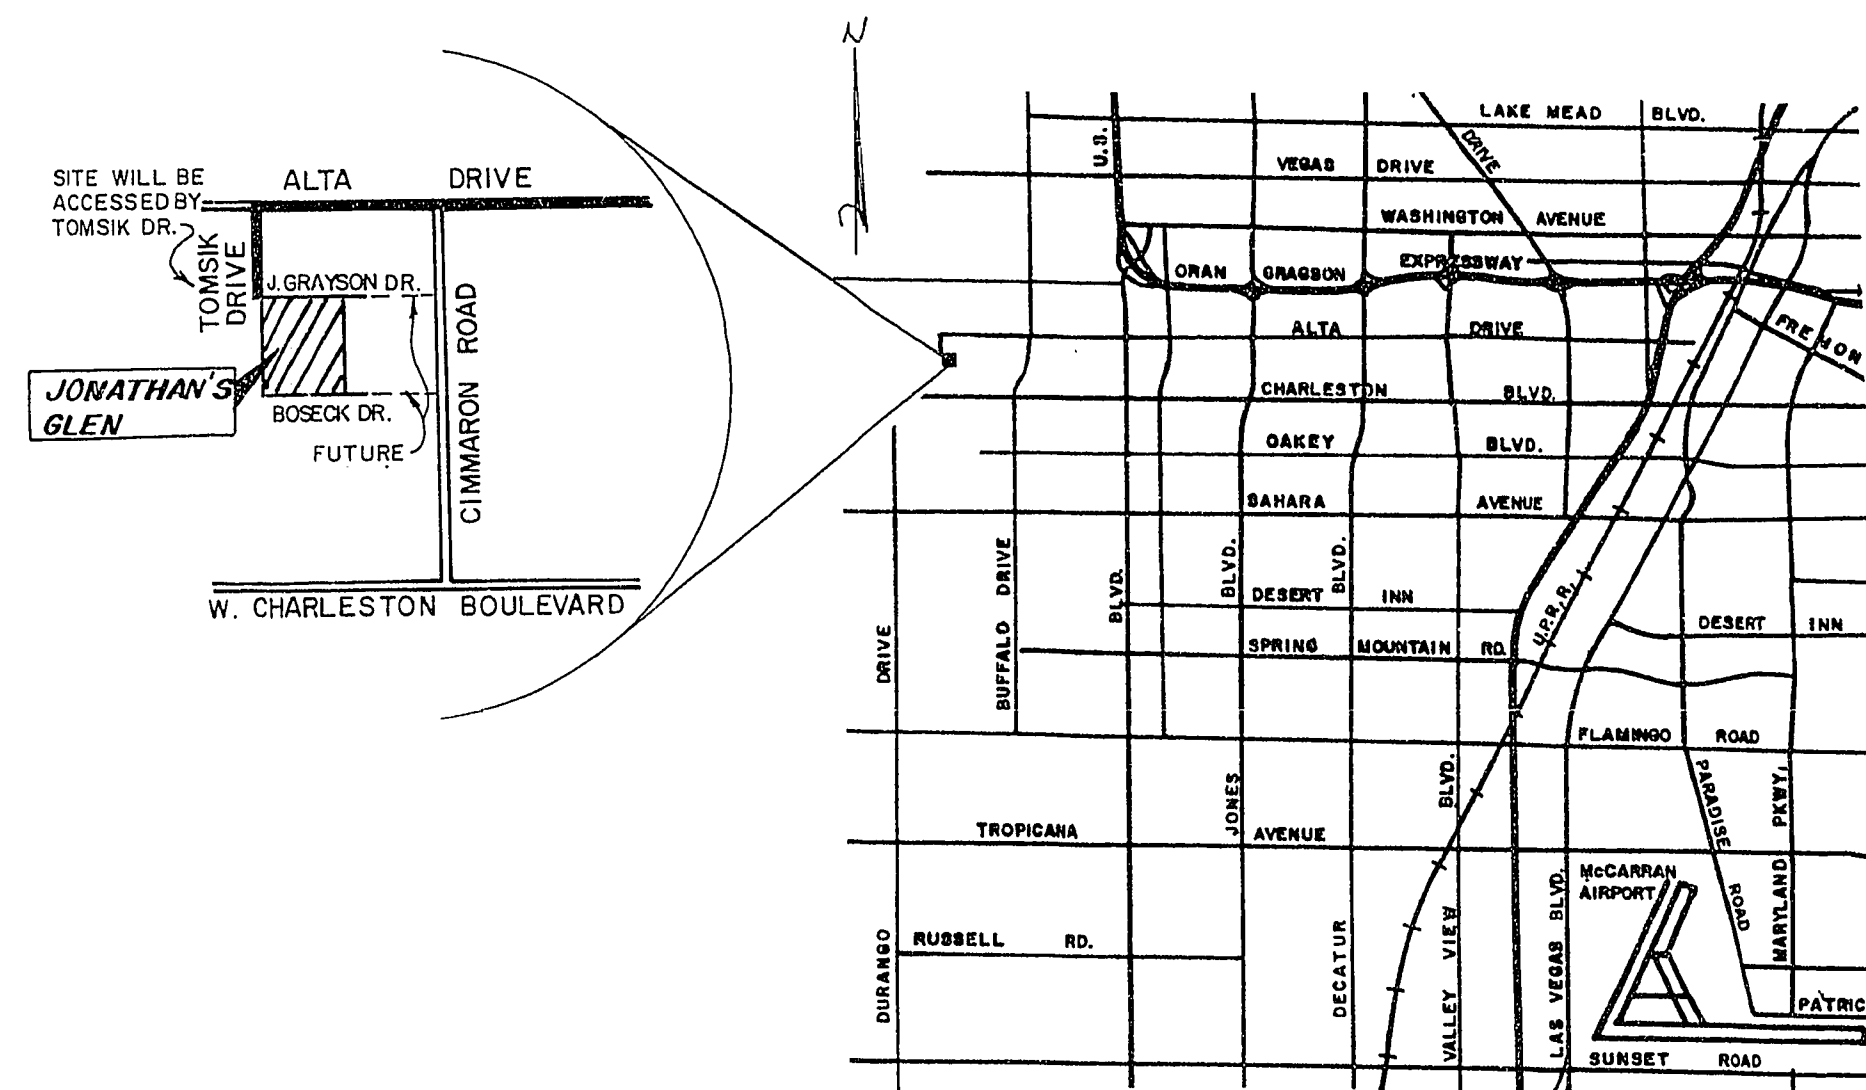 N
SITE WILL BE
ACCESSED BY
TOMSIK DR.
ALTA DRIVE
TOMSIK
DRIVE
J. GRAYSON DR.
JONATHAN'S
GLEN
BOSECK DR.
FUTURE
CIMMARON ROAD
W. CHARLESTON BOULEVARD
LAKE MEAD BLVD.
U.S.
DRIVE
VEGAS DRIVE
WASHINGTON AVENUE
ORAN GRAGSON EXPRESSWAY
ALTA DRIVE
FREMON
CHARLESTON BLVD.
OAKEY BLVD.
SAHARA AVENUE
BUFFALO DRIVE
BLVD.
BLVD.
BLVD.
DESERT INN
U.P.R.R.
DESERT INN
SPRING MOUNTAIN RD.
FLAMINGO ROAD
DURANGO DRIVE
JONES
DECATUR
VALLEY VIEW BLVD.
LAS VEGAS BLVD.
PARADISE ROAD
MARYLAND PKWY.
TROPICANA AVENUE
McCARRAN
AIRPORT
RUSSELL RD.
PATRIC
SUNSET ROAD